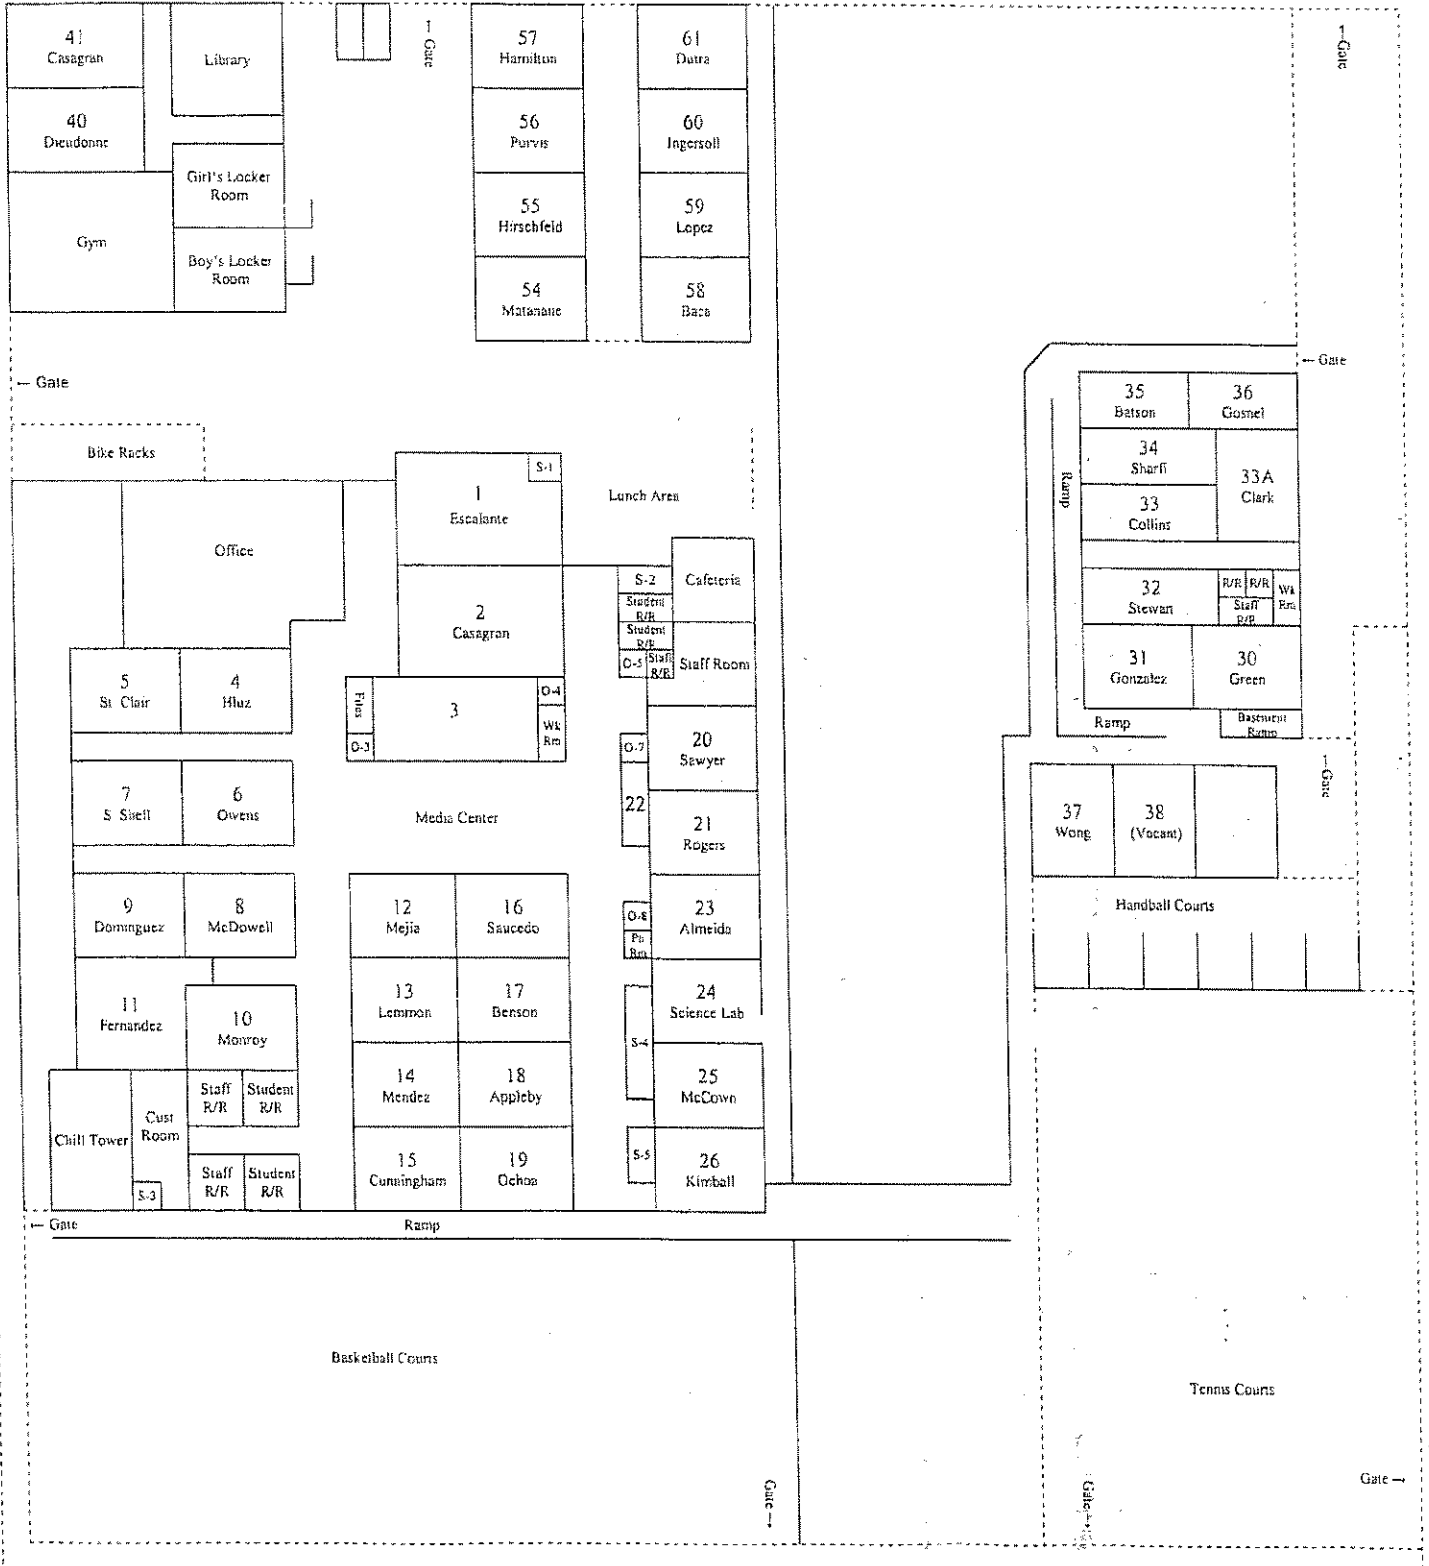 41
Casagran
Library
←Gate
57
Hamilton
61
Dutra
←Gate
40
Dieudonne
56
Purvis
60
Ingersoll
Girl's Locker
Room
55
Hirschfeld
59
Lopez
Gym
Boy's Locker
Room
54
Matanane
58
Baca
← Gate
← Gate
35
Batson
36
Gosnel
Bike Racks
34
Sharfi
33A
Clark
Ramp
33
Collins
S-1
1
Escalante
Lunch Area
Office
Cafeteria
S-2
Student
R/R
Student
R/R
O-5
Staff
R/R
Staff Room
2
Casagran
32
Stewart
R/R
R/R
Staff
R/R
Wk
Rm
31
Gonzalez
30
Green
Ramp
Basement
Ramp
5
St. Clair
4
Hluz
Files
O-3
3
O-4
Wk
Rm
O-7
20
Sawyer
←Gate
7
S Shell
6
Owens
Media Center
22
21
Rogers
37
Wong
38
(Vacant)
9
Dominguez
8
McDowell
12
Mejia
16
Saucedo
O-8
23
Almeida
Handball Courts
11
Fernandez
10
Monroy
13
Lemmon
17
Benson
24
Science Lab
S-4
14
Mendez
18
Appleby
25
McCown
Staff
R/R
Student
R/R
Chill Tower
Cust
Room
S-3
Staff
R/R
Student
R/R
15
Cunningham
19
Ochoa
S-5
26
Kimball
← Gate
Ramp
Basketball Courts
Tennis Courts
Gate→
Gate→
Gate→